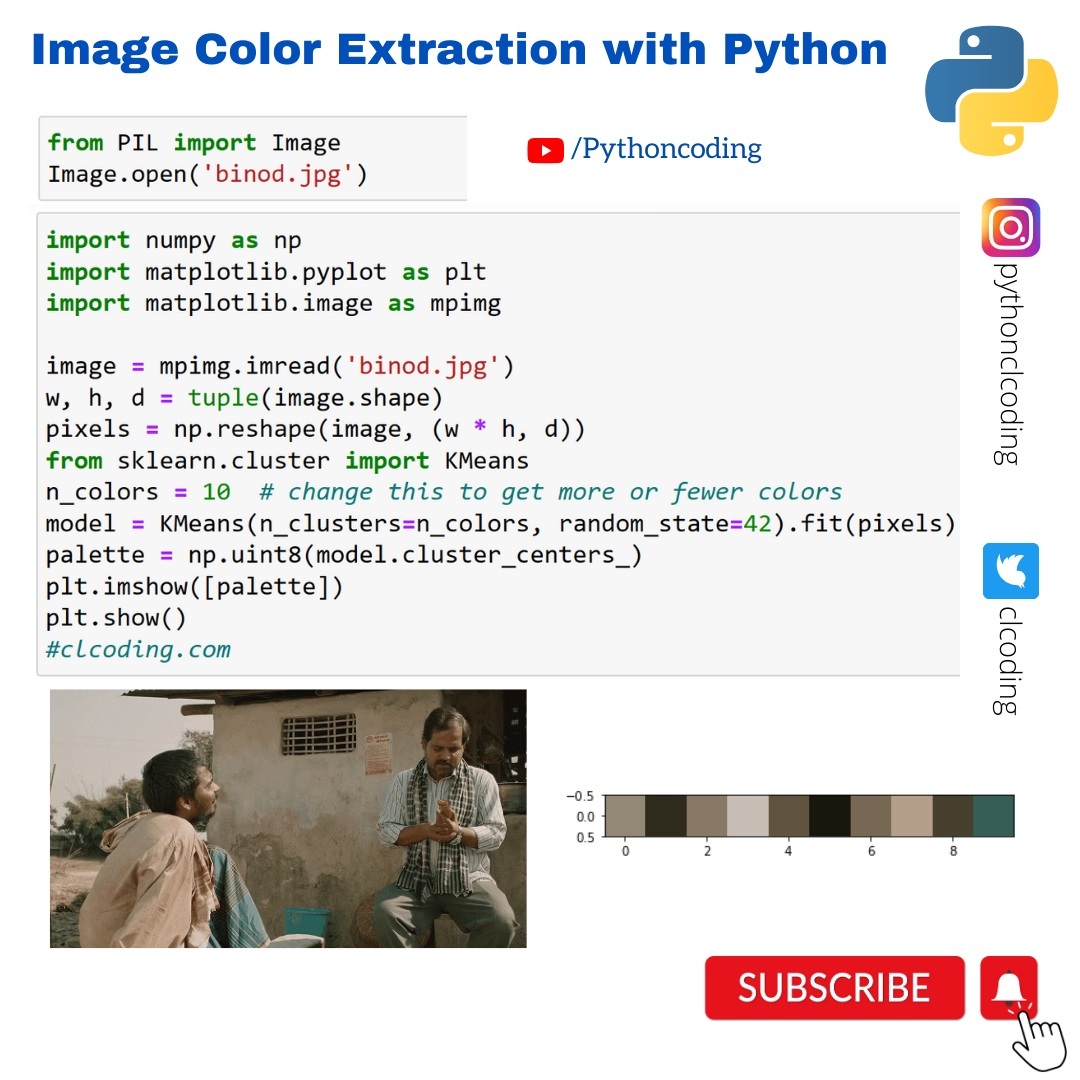 Image Color Extraction with Python
from PIL import Image
Image.open('binod.jpg')
/Pythoncoding
import numpy as np
import matplotlib.pyplot as plt
import matplotlib.image as mpimg
image = mpimg.imread('binod.jpg')
w, h, d = tuple(image.shape)
pixels = np.reshape(image, (w * h, d))
from sklearn.cluster import KMeans
n_colors = 10  # change this to get more or fewer colors
model = KMeans(n_clusters=n_colors, random_state=42).fit(pixels)
palette = np.uint8(model.cluster_centers_)
plt.imshow([palette])
plt.show()
#clcoding.com
pythonclcoding
clcoding
−0.5
0.0
0.5
0 2 4 6 8
SUBSCRIBE